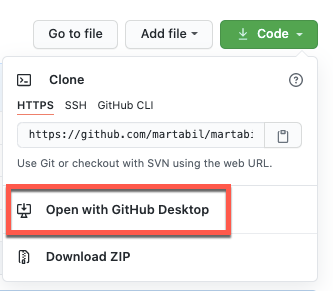 Go to file
Add file
Code
Clone
HTTPS SSH GitHub CLI
https://github.com/martabil/martabi
Use Git or checkout with SVN using the web URL.
Open with GitHub Desktop
Download ZIP